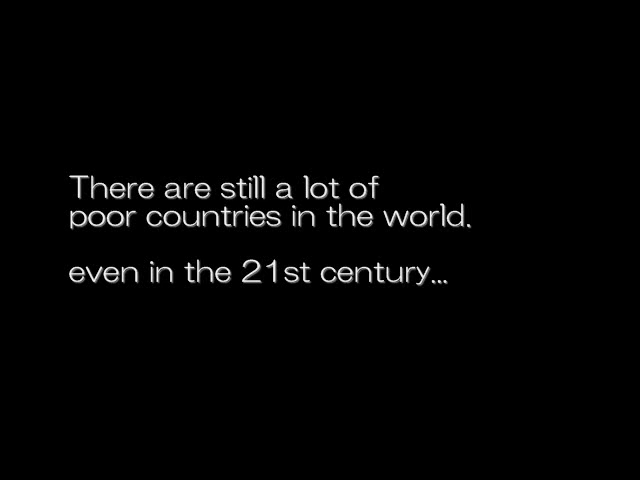 There are still a lot of
poor countries in the world.
even in the 21st century...